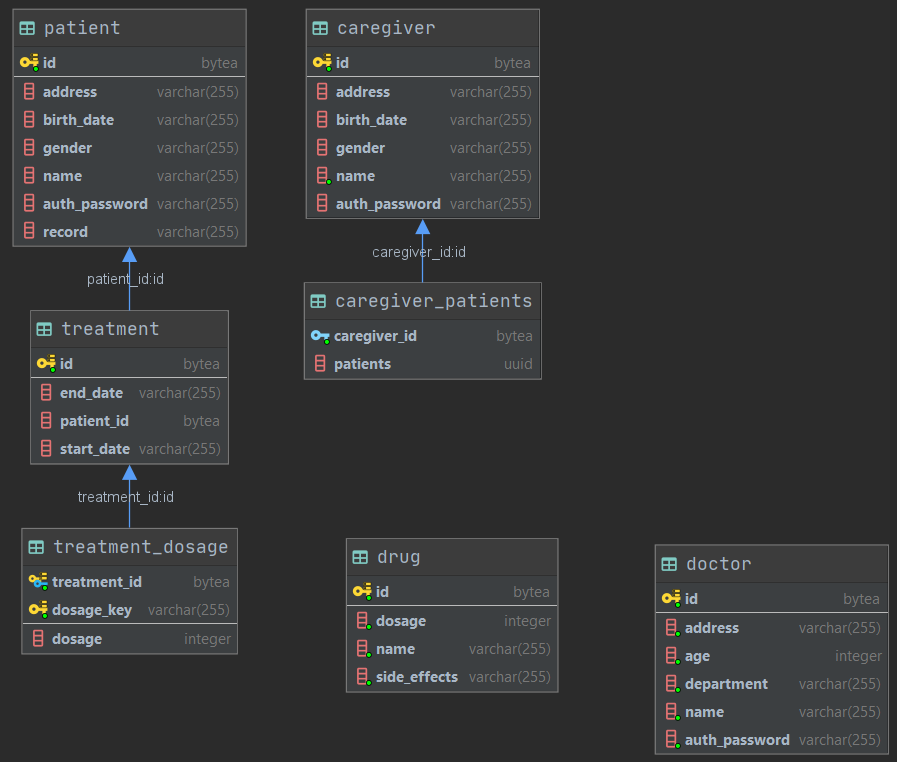 patient
id bytea
address varchar(255)
birth_date varchar(255)
gender varchar(255)
name varchar(255)
auth_password varchar(255)
record varchar(255)
caregiver
id bytea
address varchar(255)
birth_date varchar(255)
gender varchar(255)
name varchar(255)
auth_password varchar(255)
patient_id:id
caregiver_id:id
treatment
id bytea
end_date varchar(255)
patient_id bytea
start_date varchar(255)
caregiver_patients
caregiver_id bytea
patients uuid
treatment_id:id
treatment_dosage
treatment_id bytea
dosage_key varchar(255)
dosage integer
drug
id bytea
dosage integer
name varchar(255)
side_effects varchar(255)
doctor
id bytea
address varchar(255)
age integer
department varchar(255)
name varchar(255)
auth_password varchar(255)